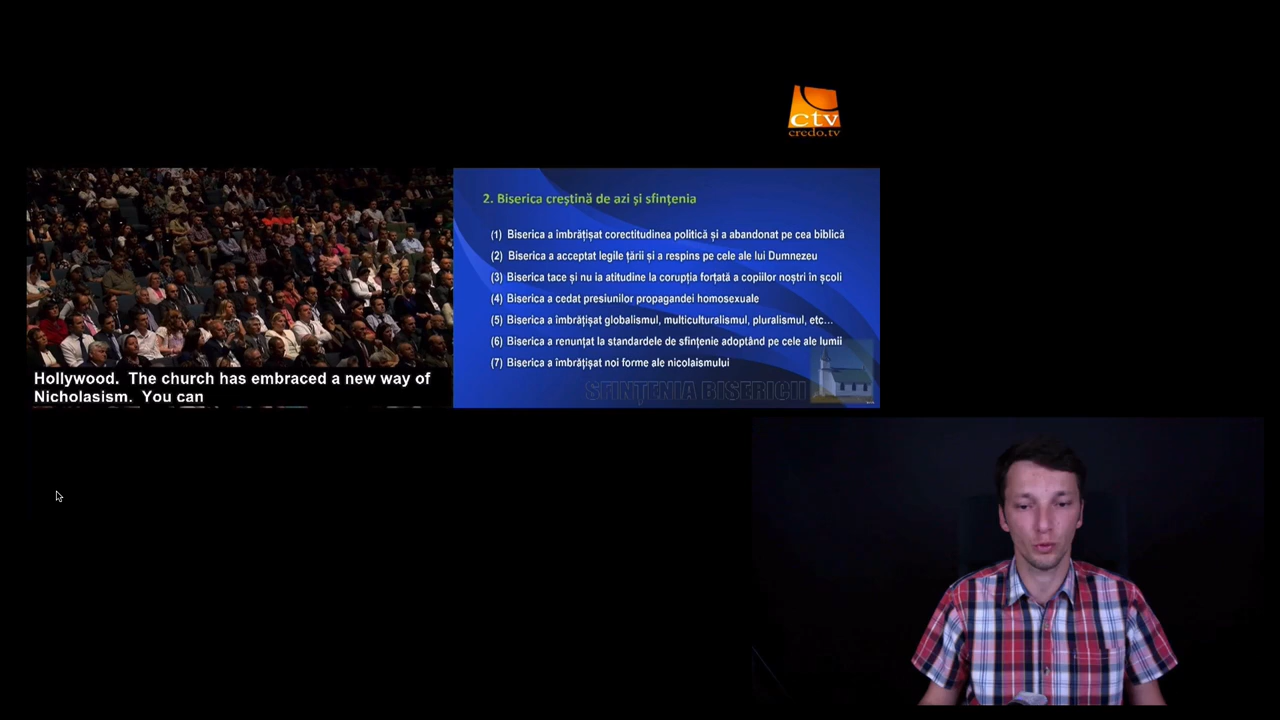 ctv
credo.tv
2. Biserica creștină de azi și sfințenia
(1) Biserica a îmbrățișat corectitudinea politică și a abandonat pe cea biblică
(2) Biserica a acceptat legile țării și a respins pe cele ale lui Dumnezeu
(3) Biserica tace și nu ia atitudine la corupția forțată a copiilor noștri în școli
(4) Biserica a cedat presiunilor propagandei homosexuale
(5) Biserica a îmbrățișat globalismul, multiculturalismul, pluralismul, etc...
(6) Biserica a renunțat la standardele de sfințenie adoptând pe cele ale lumii
(7) Biserica a îmbrățișat noi forme ale nicolaismului
SFINȚENIA BISERICII
Hollywood. The church has embraced a new way of
Nicholasism. You can